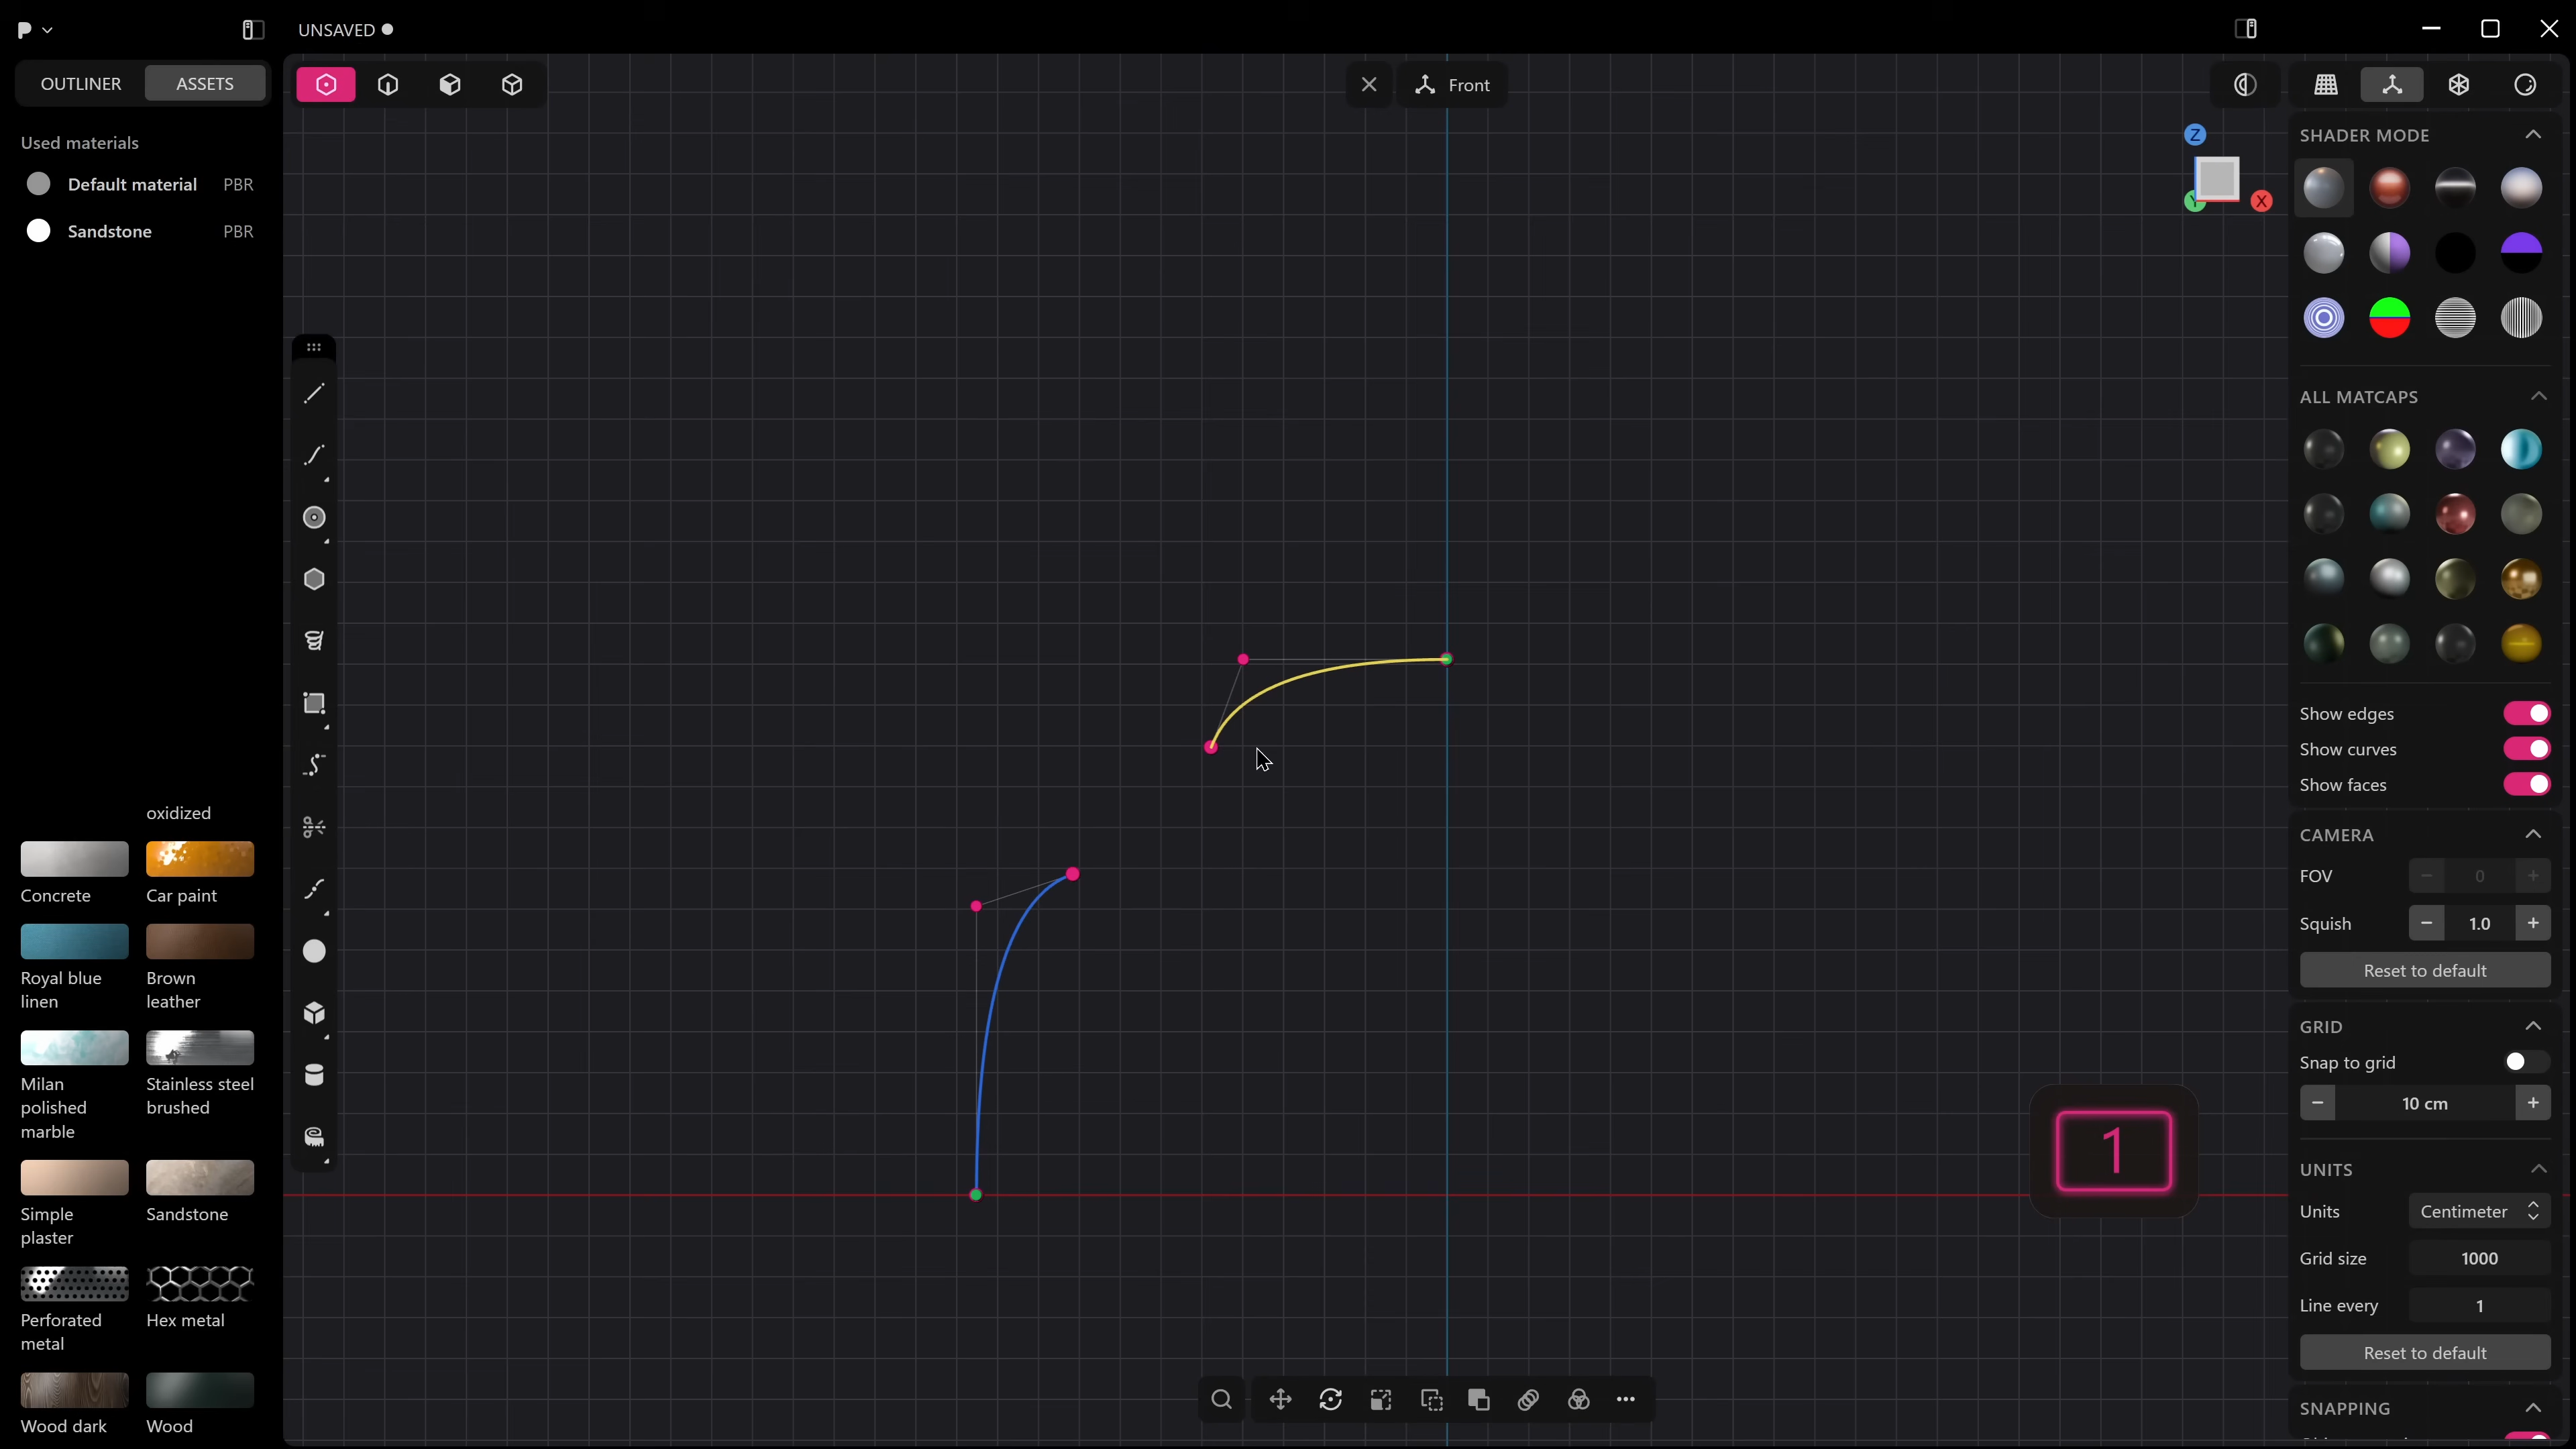 UNSAVED
OUTLINER
ASSETS
Used materials
Default material PBR
Sandstone PBR
oxidized
Concrete
Car paint
Royal blue
linen
Brown
leather
Milan
polished
marble
Stainless steel
brushed
Simple
plaster
Sandstone
Perforated
metal
Hex metal
Wood dark
Wood
Front
Z
Y
X
1
SHADER MODE
ALL MATCAPS
Show edges
Show curves
Show faces
CAMERA
FOV - 0 +
Squish - 1.0 +
Reset to default
GRID
Snap to grid
- 10 cm +
UNITS
Units Centimeter
Grid size 1000
Line every 1
Reset to default
SNAPPING